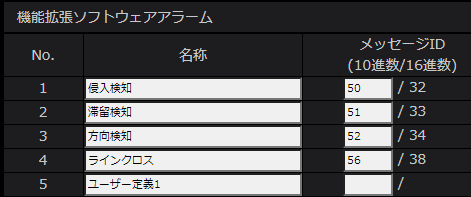 機能拡張ソフトウェアアラーム
No. 名称 メッセージID
(10進数/16進数)
1 侵入検知 50 / 32
2 滞留検知 51 / 33
3 方向検知 52 / 34
4 ラインクロス 56 / 38
5 ユーザー定義1 /